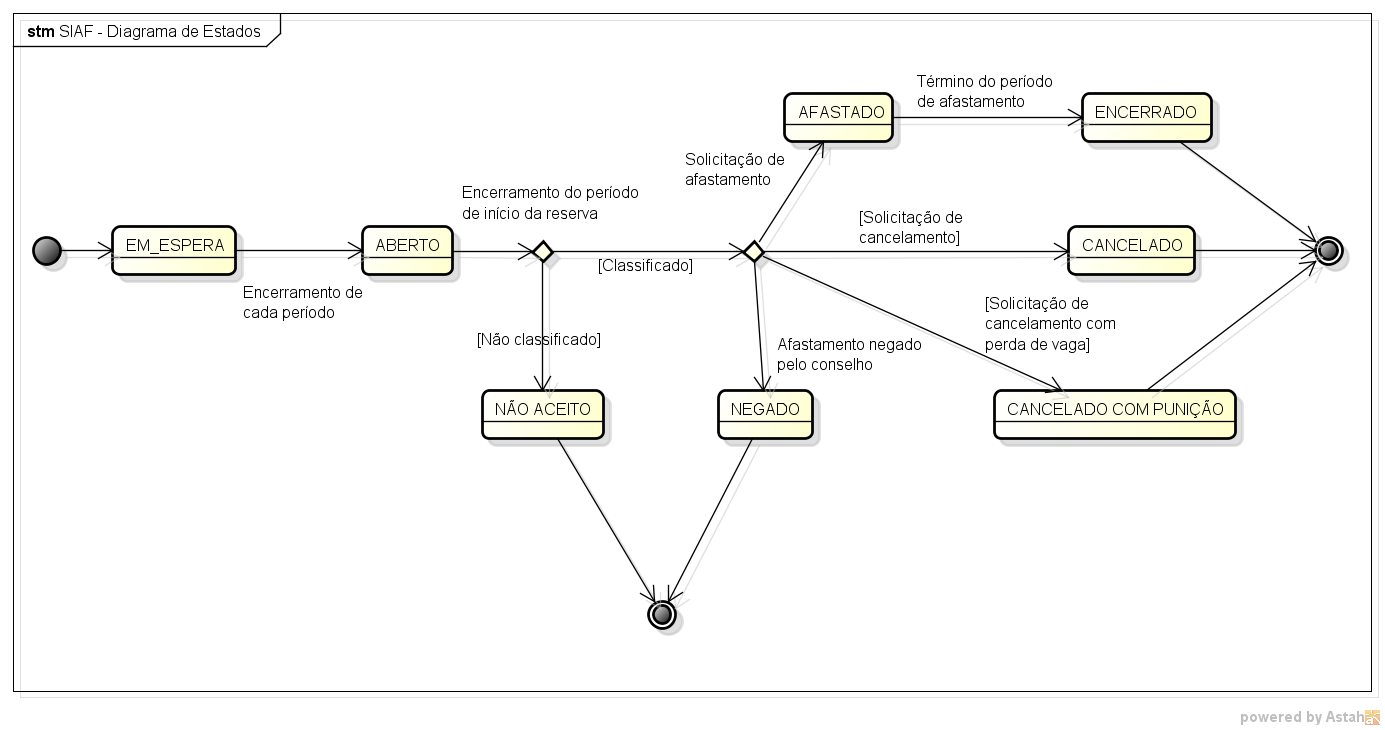 stm SIAF - Diagrama de Estados
Término do período
de afastamento
AFASTADO
ENCERRADO
Solicitação de
afastamento
Encerramento do período
de início da reserva
[Solicitação de
cancelamento]
EM_ESPERA
ABERTO
CANCELADO
[Classificado]
Encerramento de
cada período
[Solicitação de
cancelamento com
perda de vaga]
[Não classificado]
Afastamento negado
pelo conselho
NÃO ACEITO
NEGADO
CANCELADO COM PUNIÇÃO
powered by Astah